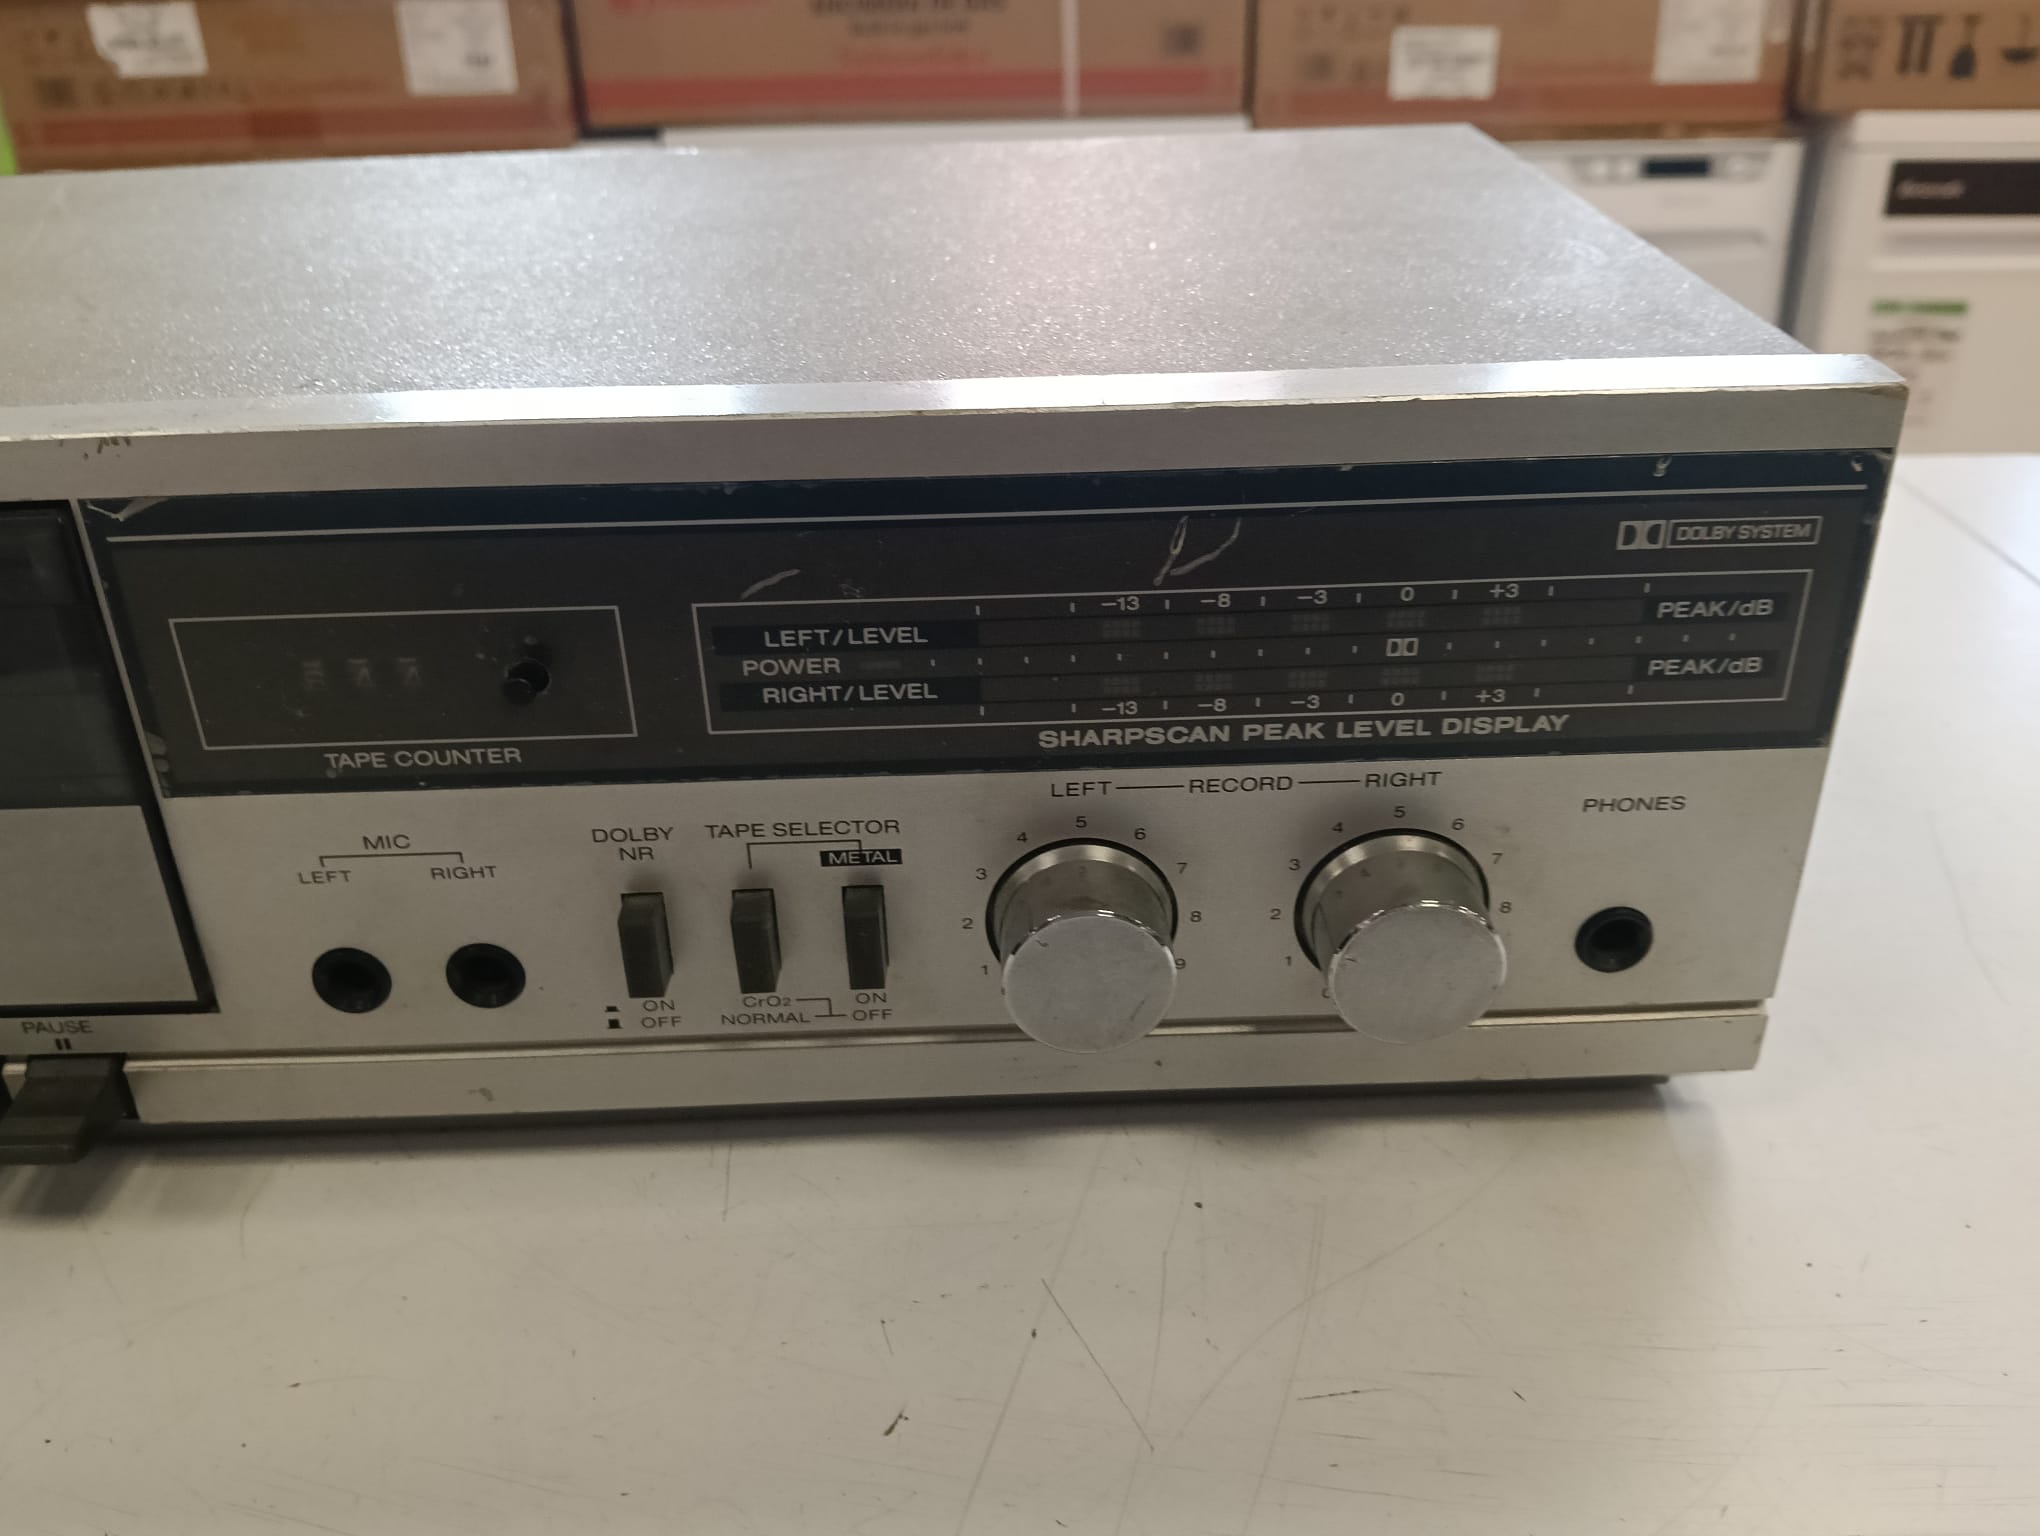 DOLBY SYSTEM
-13 -8 -3 0 +3
LEFT/LEVEL PEAK/dB
POWER
RIGHT/LEVEL PEAK/dB
-13 -8 -3 0 +3
SHARPSCAN PEAK LEVEL DISPLAY
TAPE COUNTER
LEFT RECORD RIGHT
PHONES
MIC
LEFT RIGHT
DOLBY
NR
TAPE SELECTOR
METAL
ON
OFF
CrO2
NORMAL
ON
OFF
1 2 3 4 5 6 7 8 9
1 2 3 4 5 6 7 8
PAUSE